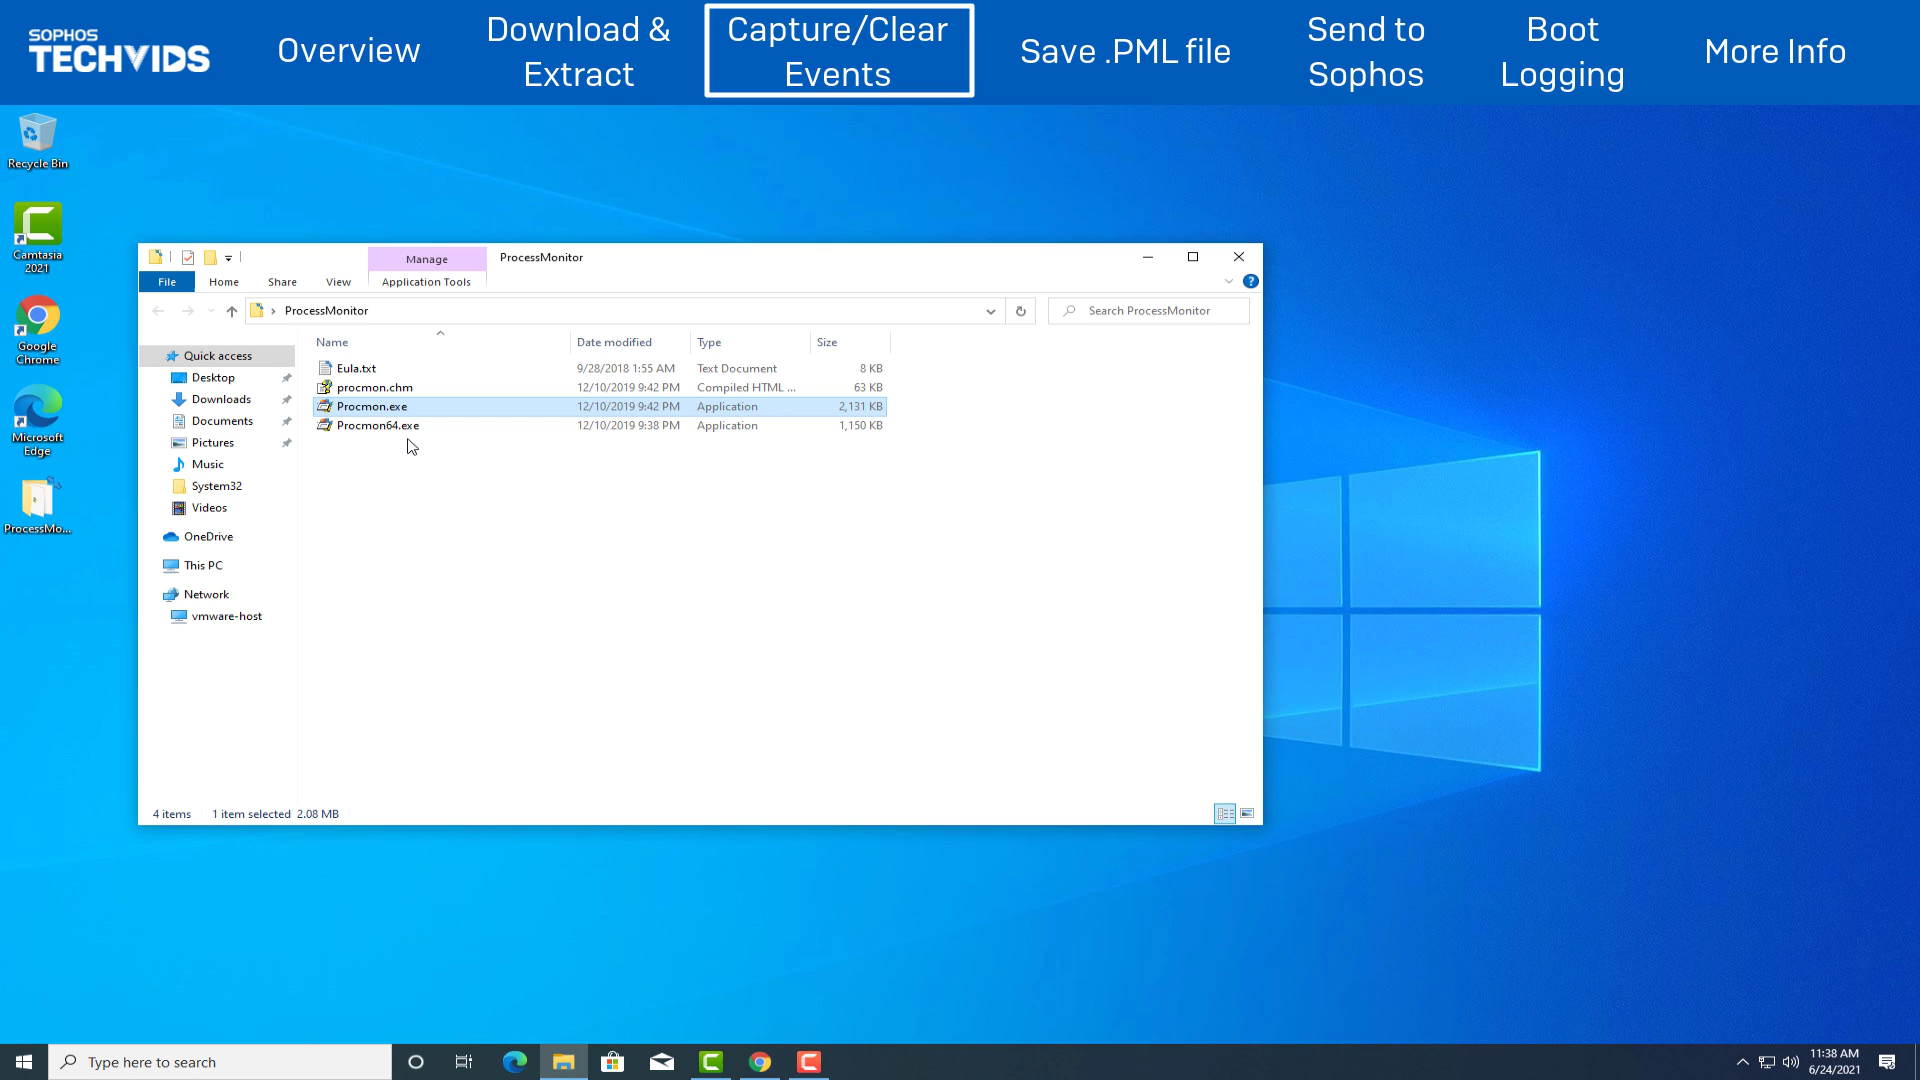 SOPHOS
TECHVIDS
Overview
Download &
Extract
Capture/Clear
Events
Save .PML file
Send to
Sophos
Boot
Logging
More Info
Recycle Bin
Camtasia
2021
Google
Chrome
Microsoft
Edge
ProcessMo...
Manage
ProcessMonitor
File
Home
Share
View
Application Tools
ProcessMonitor
Search ProcessMonitor
Name
Date modified
Type
Size
Eula.txt 9/28/2018 1:55 AM Text Document 8 KB
procmon.chm 12/10/2019 9:42 PM Compiled HTML ... 63 KB
Procmon.exe 12/10/2019 9:42 PM Application 2,131 KB
Procmon64.exe 12/10/2019 9:38 PM Application 1,150 KB
Quick access
Desktop
Downloads
Documents
Pictures
Music
System32
Videos
OneDrive
This PC
Network
vmware-host
4 items 1 item selected 2.08 MB
Type here to search
11:38 AM
6/24/2021